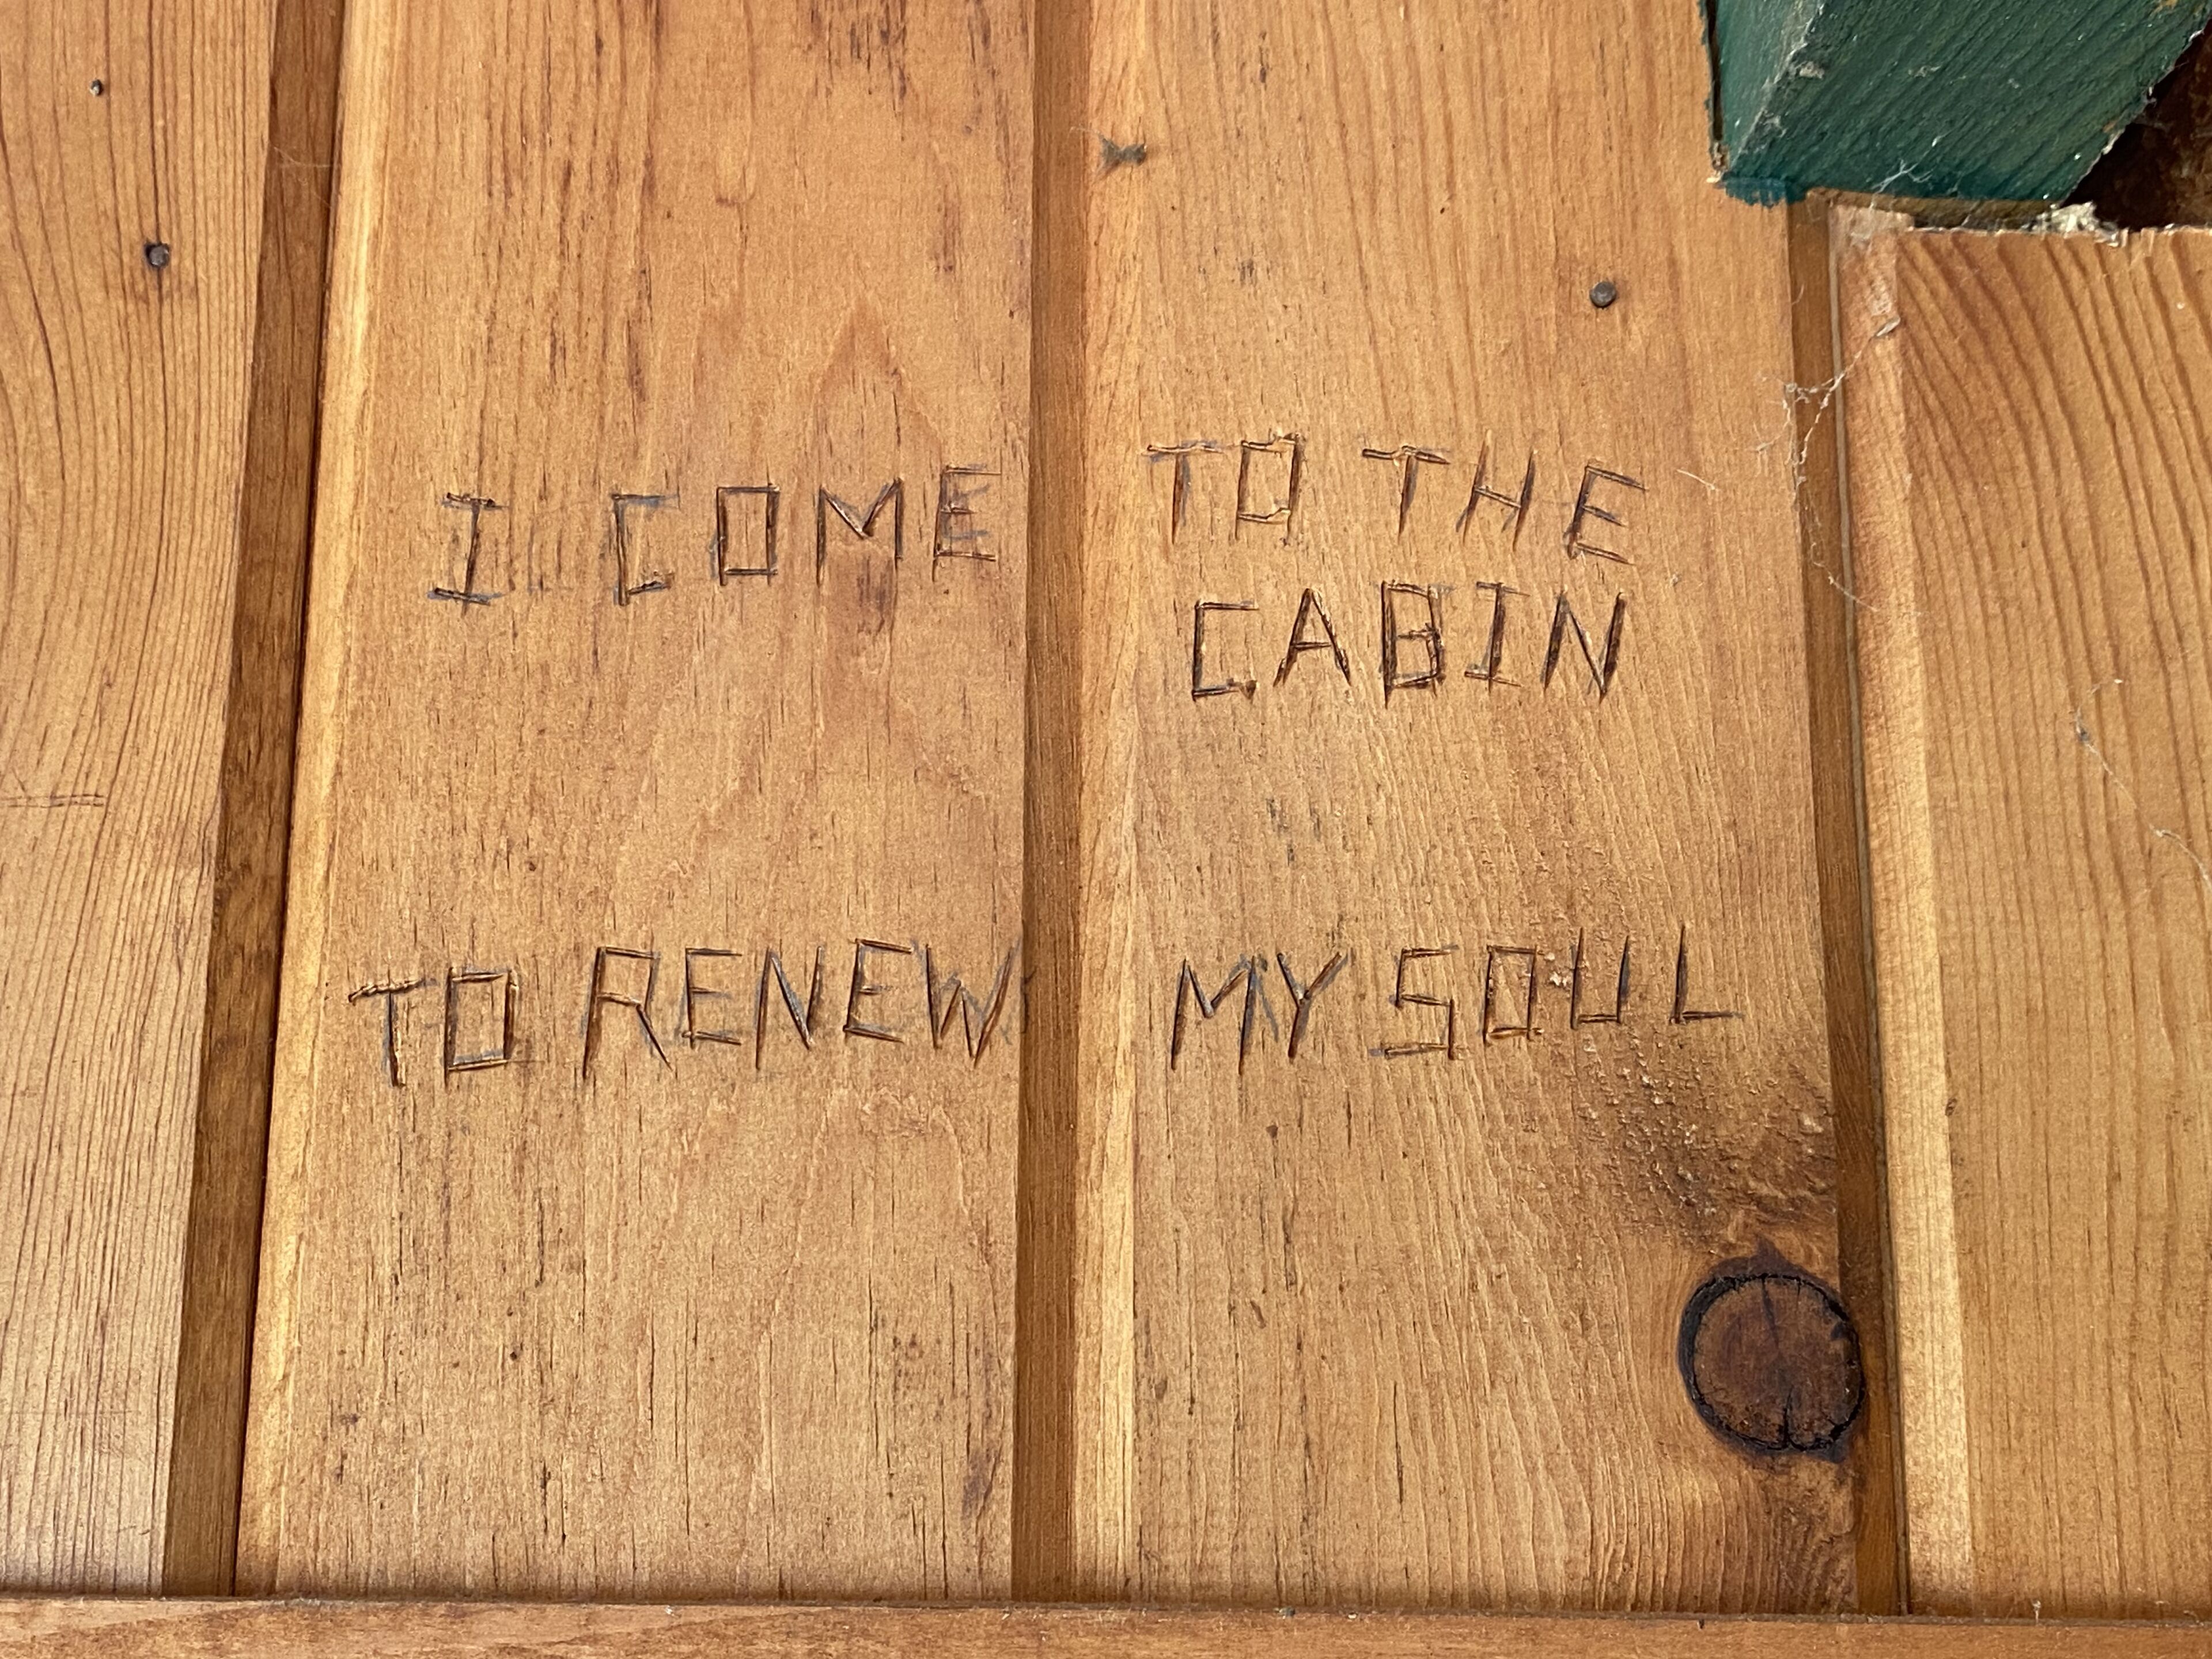 I COME TO THE
CABIN
TO RENEW MY SOUL